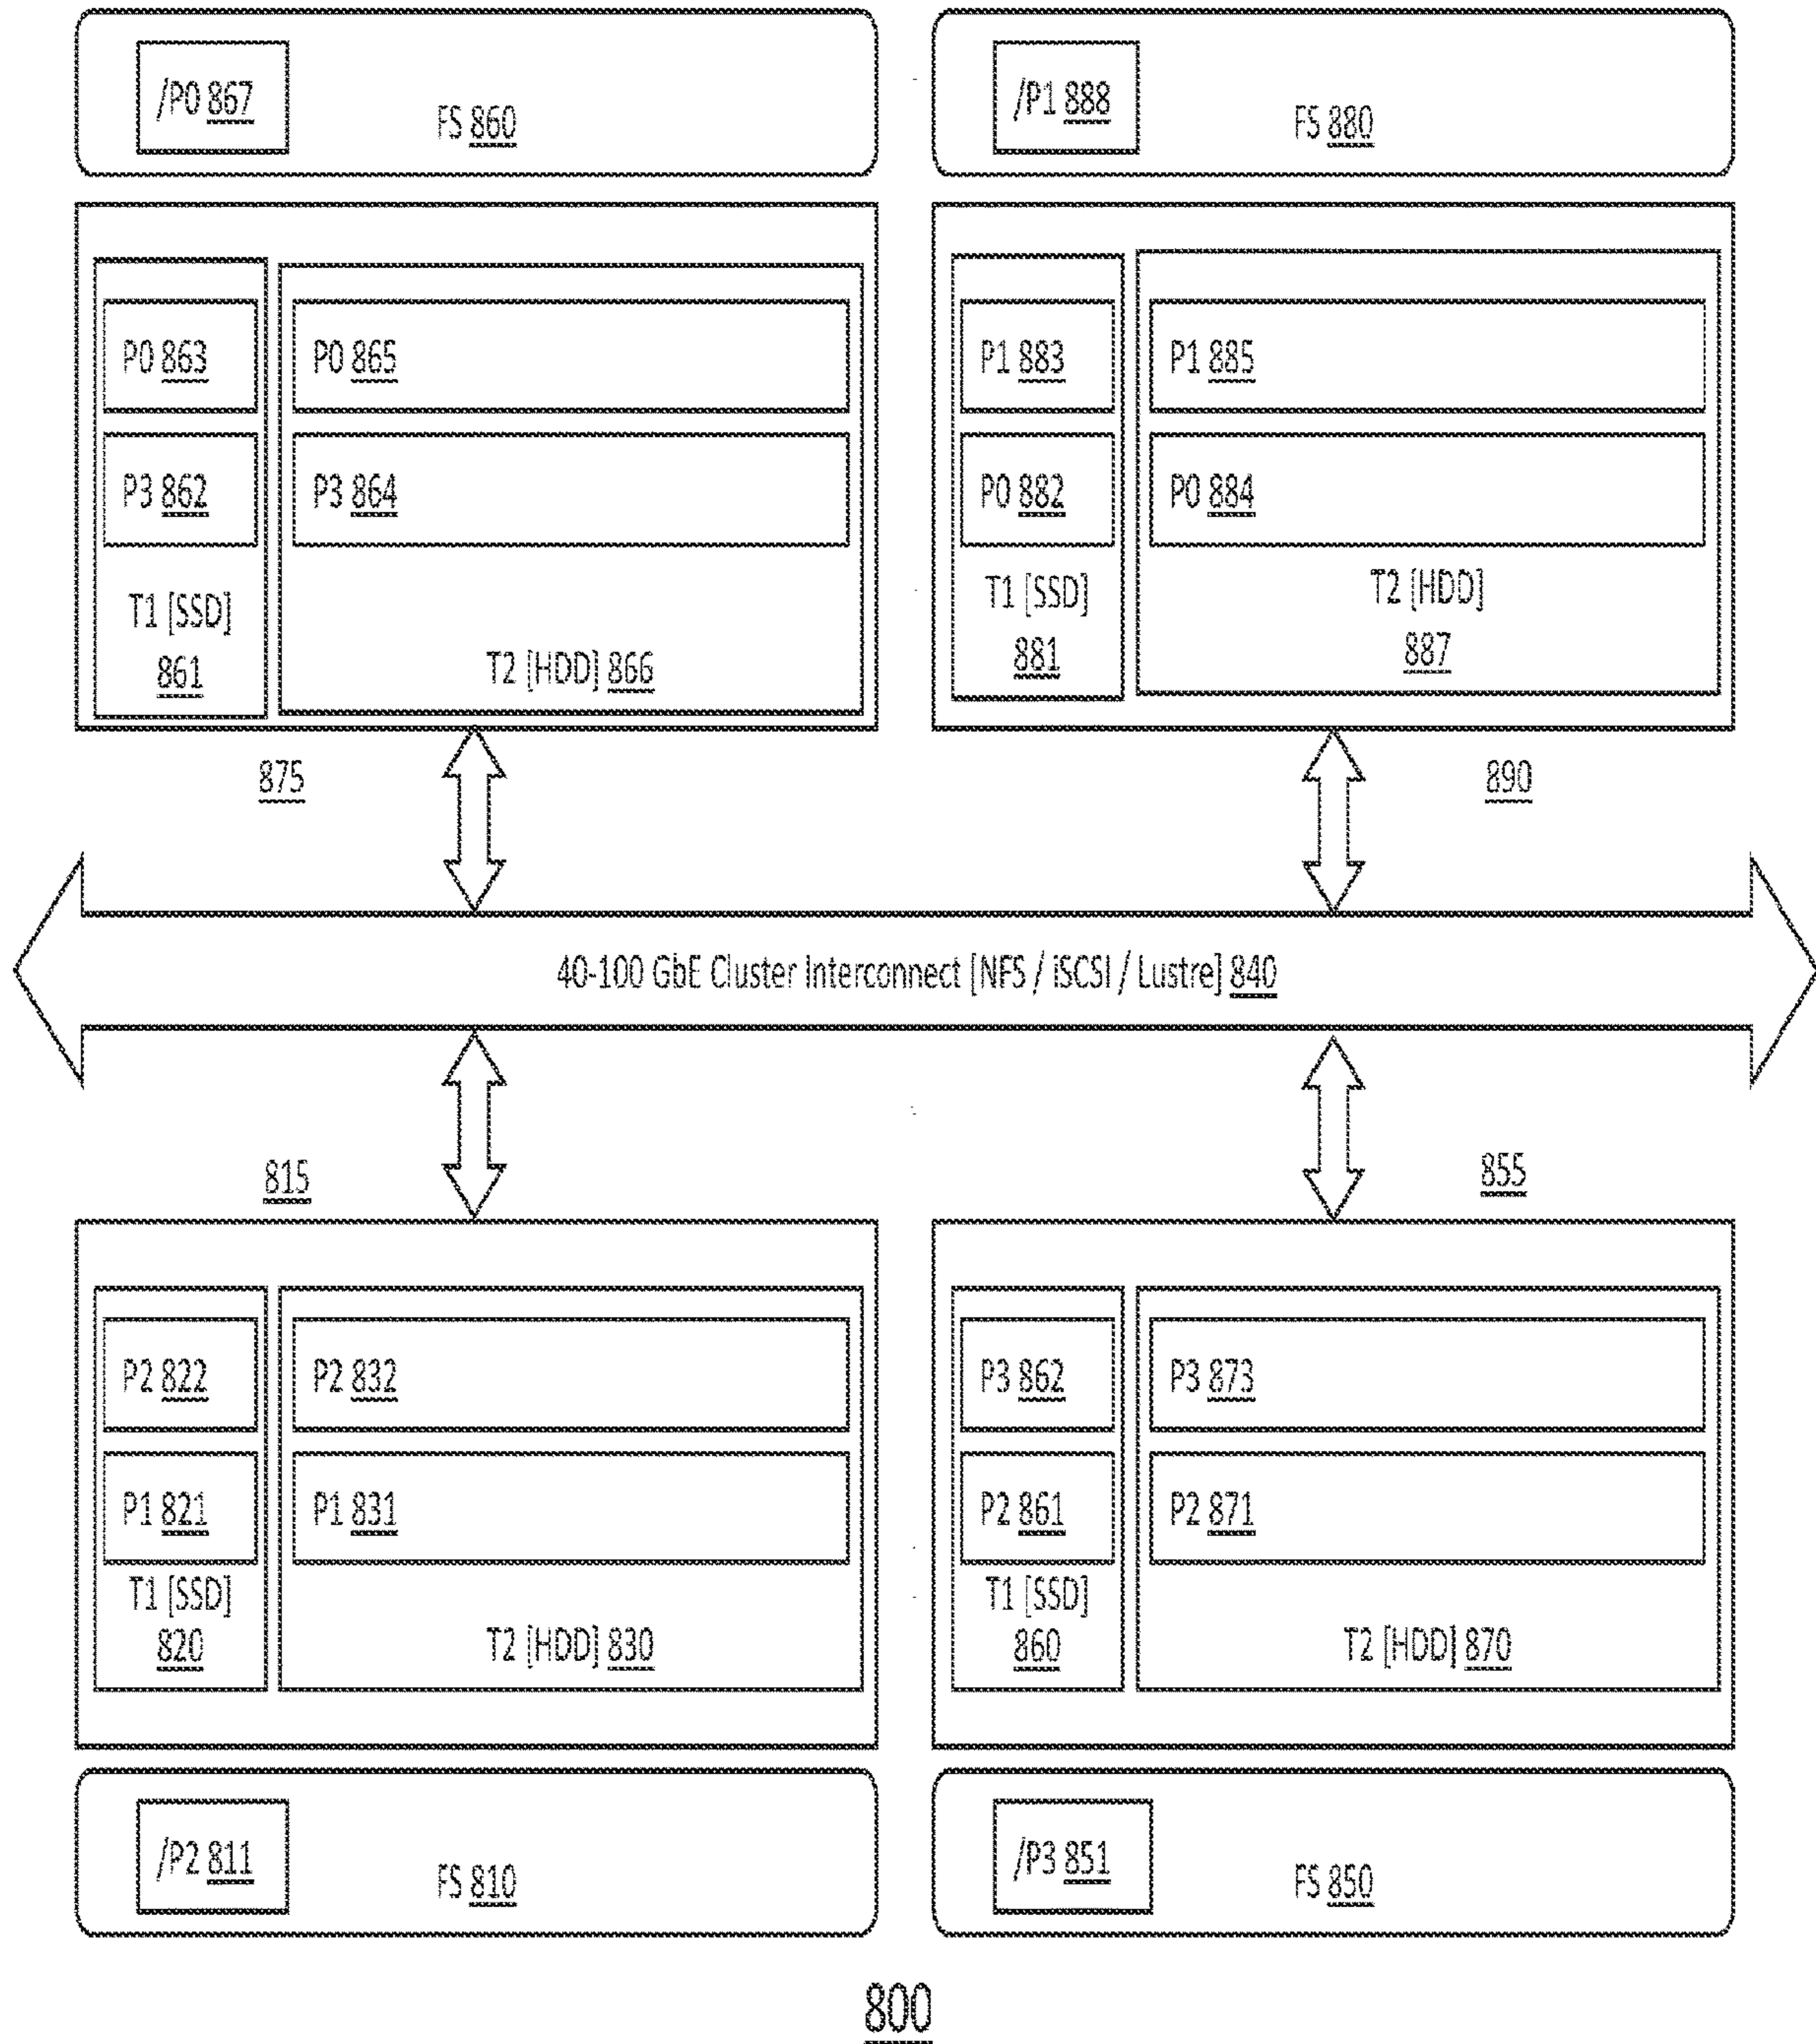 /P0 867
FS 860
/P1 888
FS 880
P0 863
P0 865
P3 862
P3 864
T1 [SSD]
861
T2 [HDD] 866
P1 883
P1 885
P0 882
P0 884
T1 [SSD]
881
T2 [HDD]
887
875
890
40-100 GbE Cluster Interconnect [NFS / iSCSI / Lustre] 840
815
855
P2 822
P2 832
P1 821
P1 831
T1 [SSD]
820
T2 [HDD] 830
P3 862
P3 873
P2 861
P2 871
T1 [SSD]
860
T2 [HDD] 870
/P2 811
FS 810
/P3 851
FS 850
800